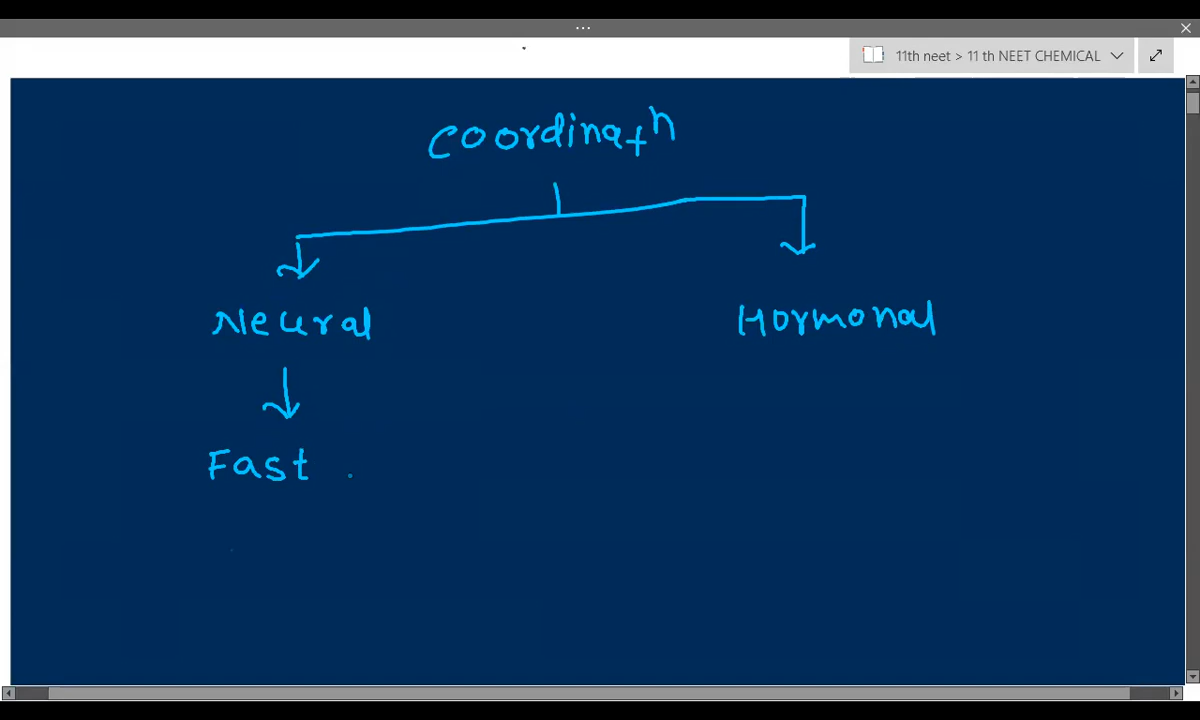 11th neet > 11 th NEET CHEMICAL
Coordinatn
Neural
Hormonal
Fast